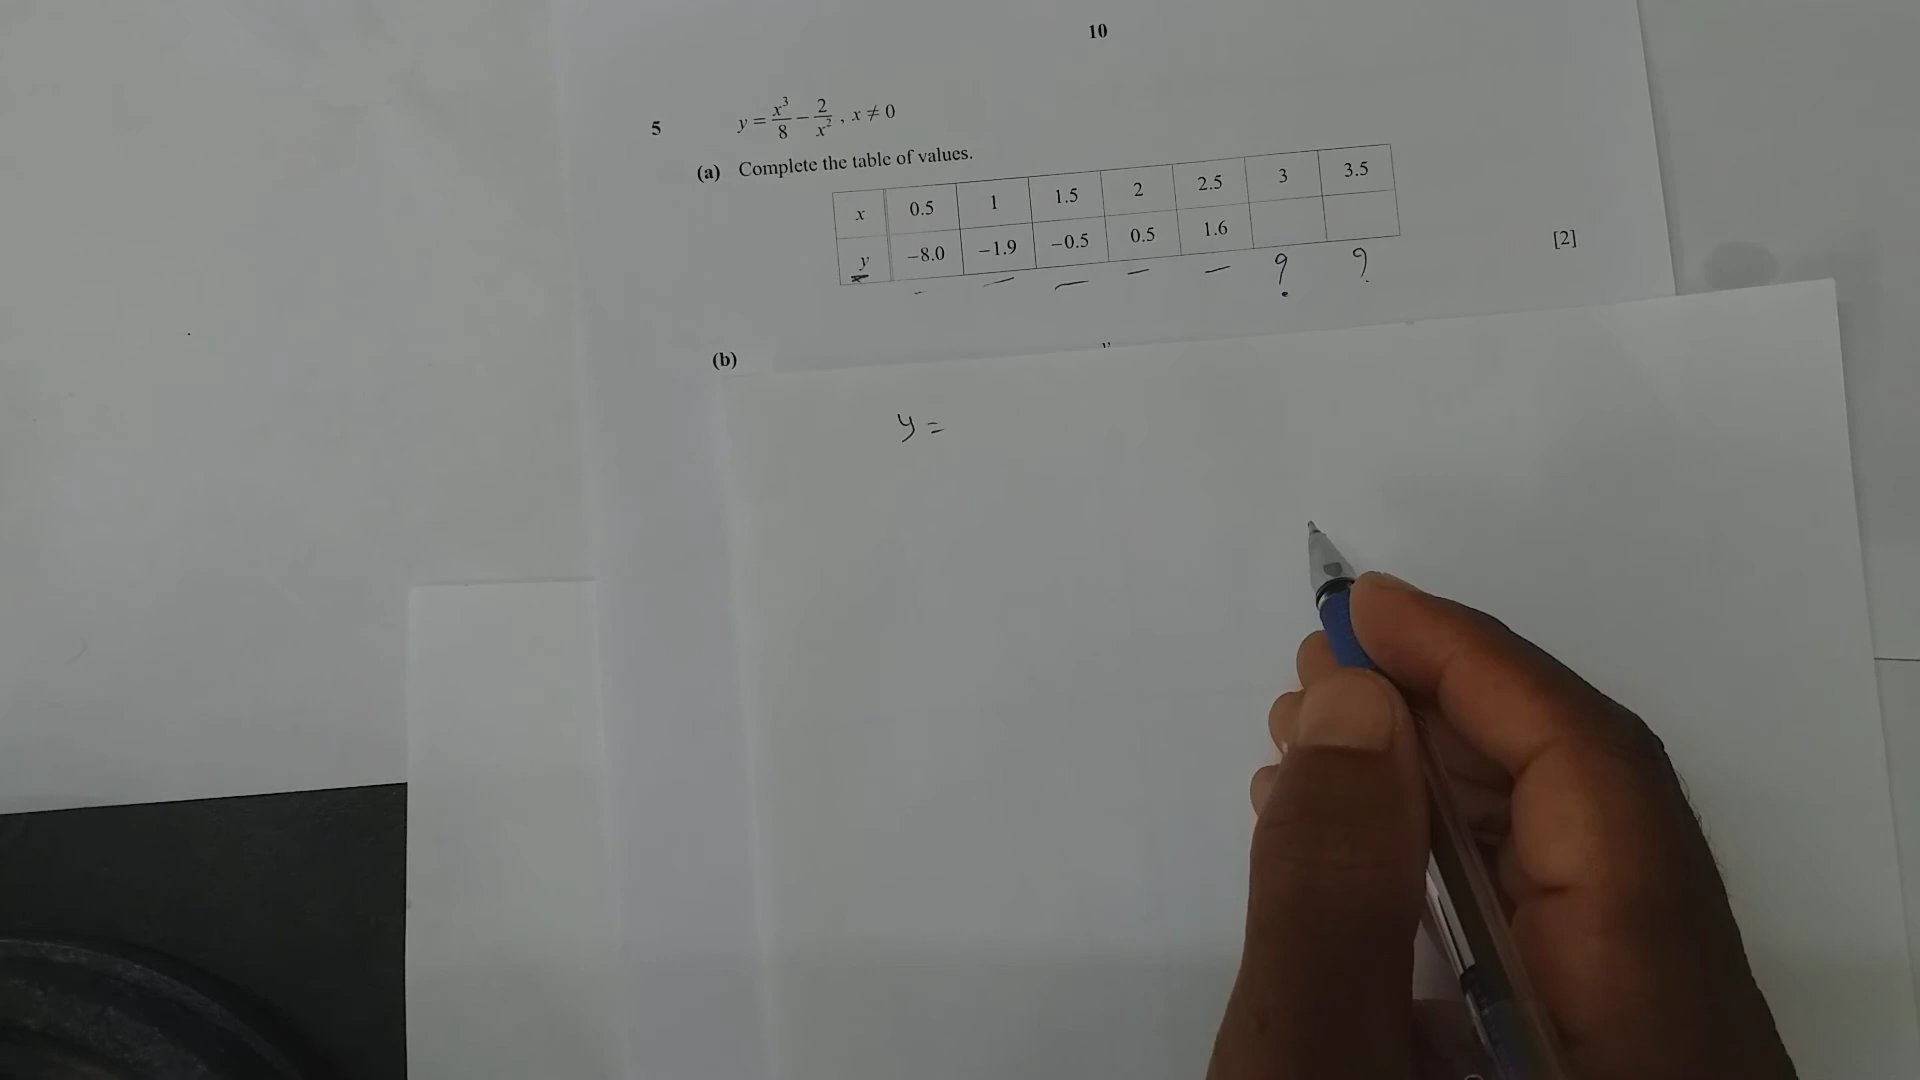 10
5 y = x³/8 − 2/x² , x ≠ 0
(a) Complete the table of values.
x 0.5 1 1.5 2 2.5 3 3.5
y −8.0 −1.9 −0.5 0.5 1.6
? ?
[2]
(b) y
y =